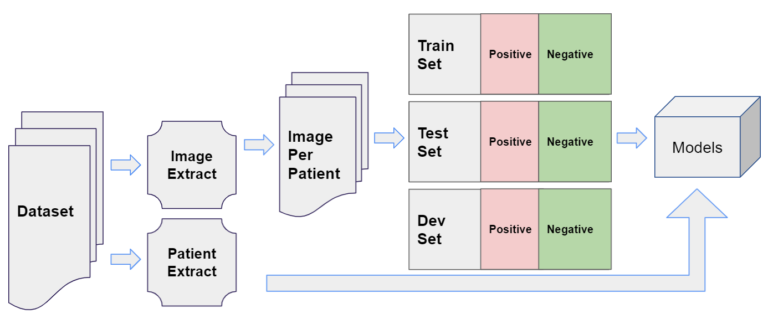 Dataset
Image
Extract
Patient
Extract
Image
Per
Patient
Train
Set
Positive
Negative
Test
Set
Positive
Negative
Dev
Set
Positive
Negative
Models